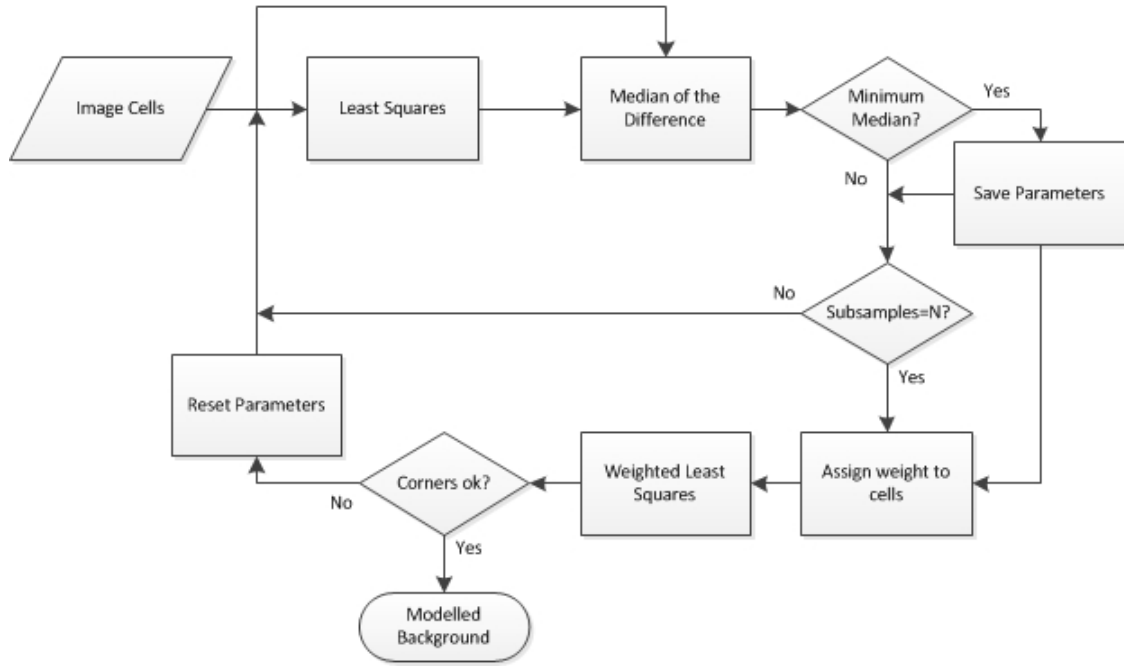 Image Cells
Least Squares
Median of the
Difference
Minimum
Median?
Yes
No
Save Parameters
No
Subsamples=N?
Yes
Reset Parameters
Corners ok?
No
Yes
Weighted Least
Squares
Assign weight to
cells
Modelled
Background